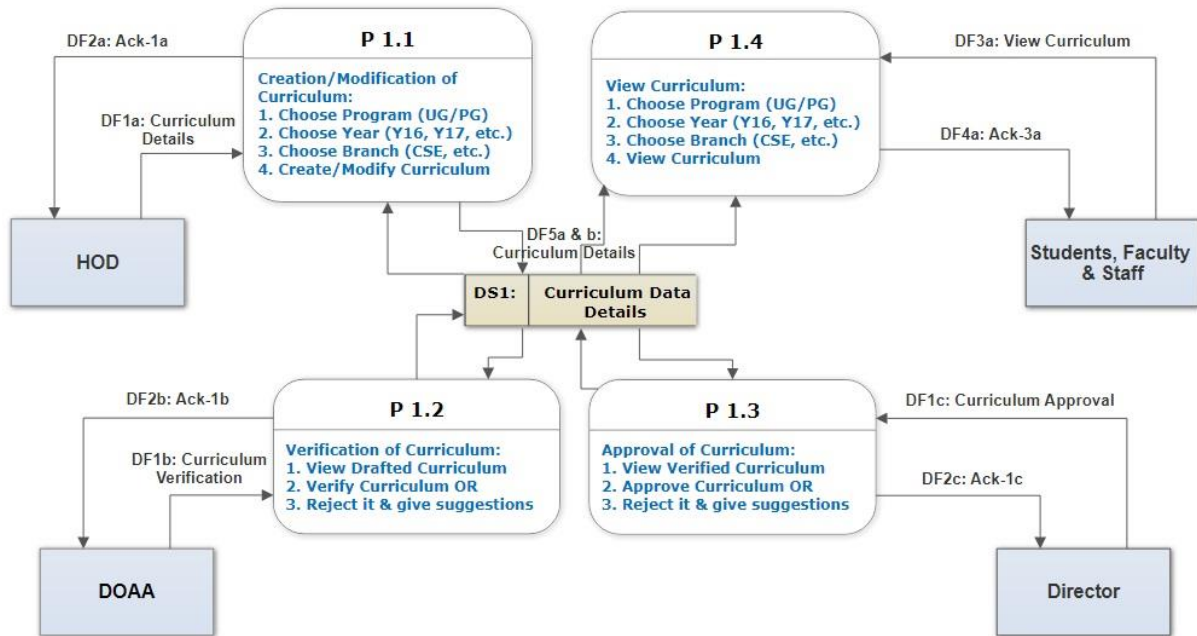 P 1.1
Creation/Modification of
Curriculum:
1. Choose Program (UG/PG)
2. Choose Year (Y16, Y17, etc.)
3. Choose Branch (CSE, etc.)
4. Create/Modify Curriculum
P 1.4
View Curriculum:
1. Choose Program (UG/PG)
2. Choose Year (Y16, Y17, etc.)
3. Choose Branch (CSE, etc.)
4. View Curriculum
DF2a: Ack-1a
DF1a: Curriculum
Details
DF3a: View Curriculum
DF4a: Ack-3a
HOD
DF5a & b:
Curriculum Details
Students, Faculty
& Staff
DS1:
Curriculum Data
Details
P 1.2
Verification of Curriculum:
1. View Drafted Curriculum
2. Verify Curriculum OR
3. Reject it & give suggestions
P 1.3
Approval of Curriculum:
1. View Verified Curriculum
2. Approve Curriculum OR
3. Reject it & give suggestions
DF2b: Ack-1b
DF1b: Curriculum
Verification
DF1c: Curriculum Approval
DF2c: Ack-1c
DOAA
Director